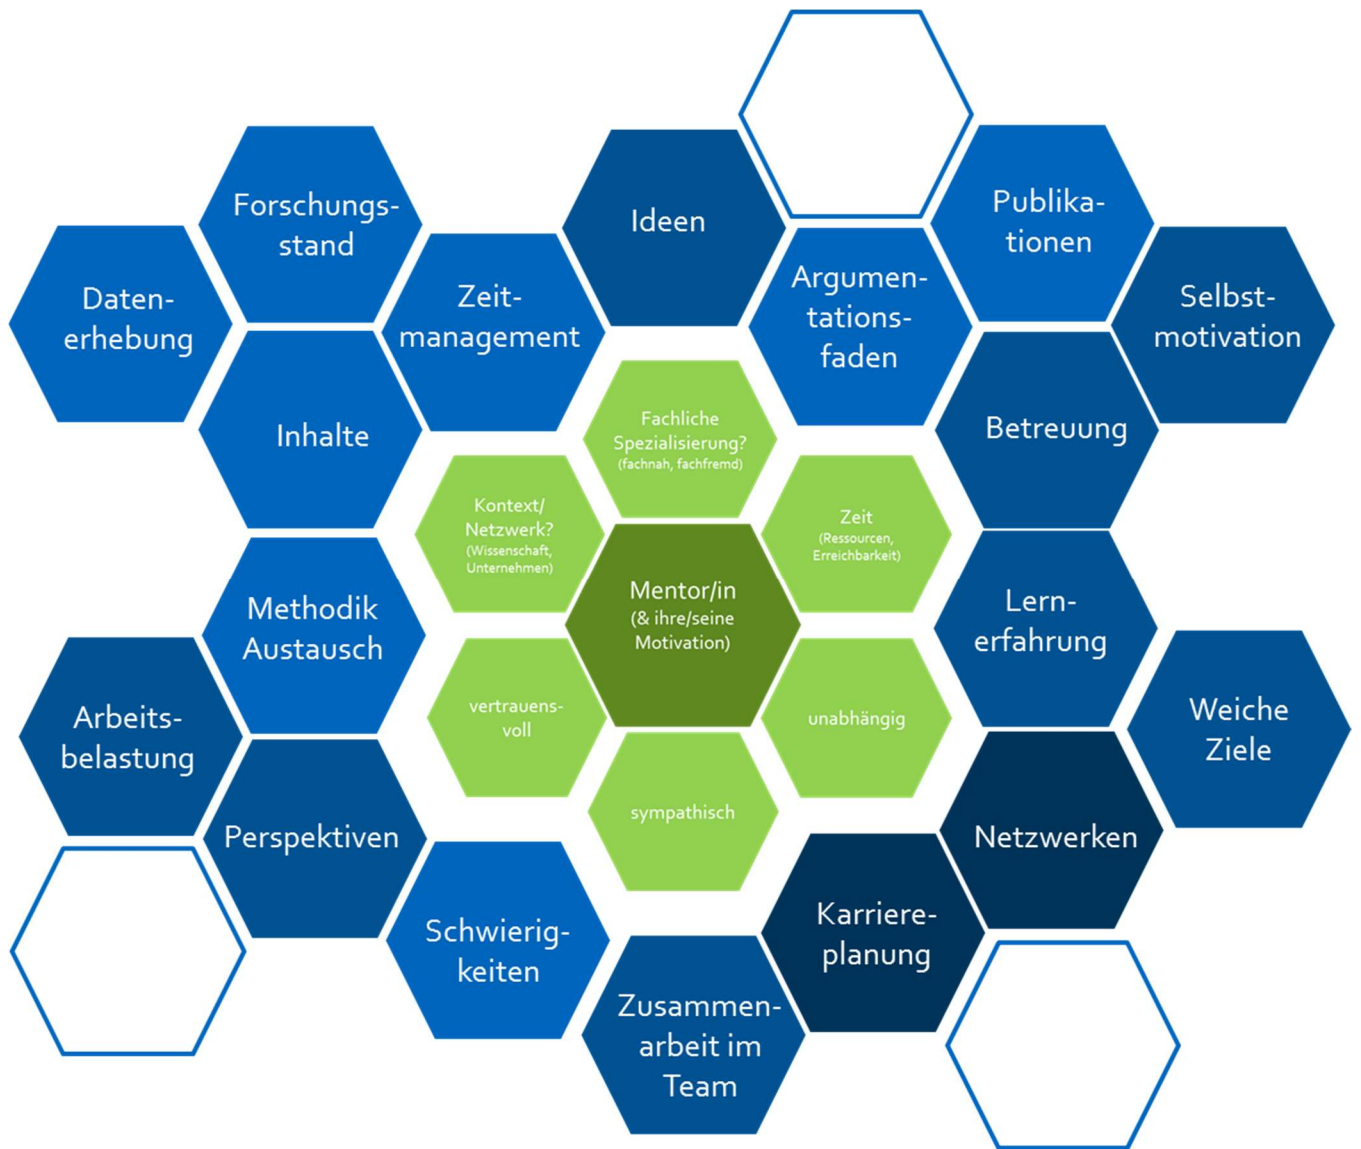 Forschungs-
stand
Ideen
Publika-
tionen
Daten-
erhebung
Zeit-
management
Argumen-
tations-
faden
Selbst-
motivation
Inhalte
Fachliche
Spezialisierung?
(fachnah, fachfremd)
Betreuung
Kontext/
Netzwerk?
(Wissenschaft,
Unternehmen)
Zeit
(Ressourcen,
Erreichbarkeit)
Methodik
Austausch
Mentor/in
(& ihre/seine
Motivation)
Lern-
erfahrung
Arbeits-
belastung
vertrauens-
voll
unabhängig
Weiche
Ziele
Perspektiven
sympathisch
Netzwerken
Schwierig-
keiten
Karriere-
planung
Zusammen-
arbeit im
Team